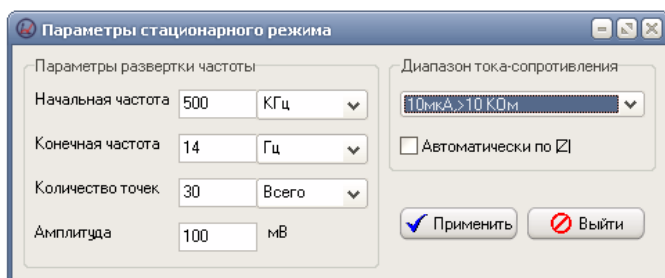 Параметры стационарного режима
Параметры развертки частоты
Начальная частота 500 КГц
Конечная частота 14 Гц
Количество точек 30 Всего
Амплитуда 100 мВ
Диапазон тока-сопротивления
10мкА,>10 КОм
Автоматически по |Z|
Применить Выйти